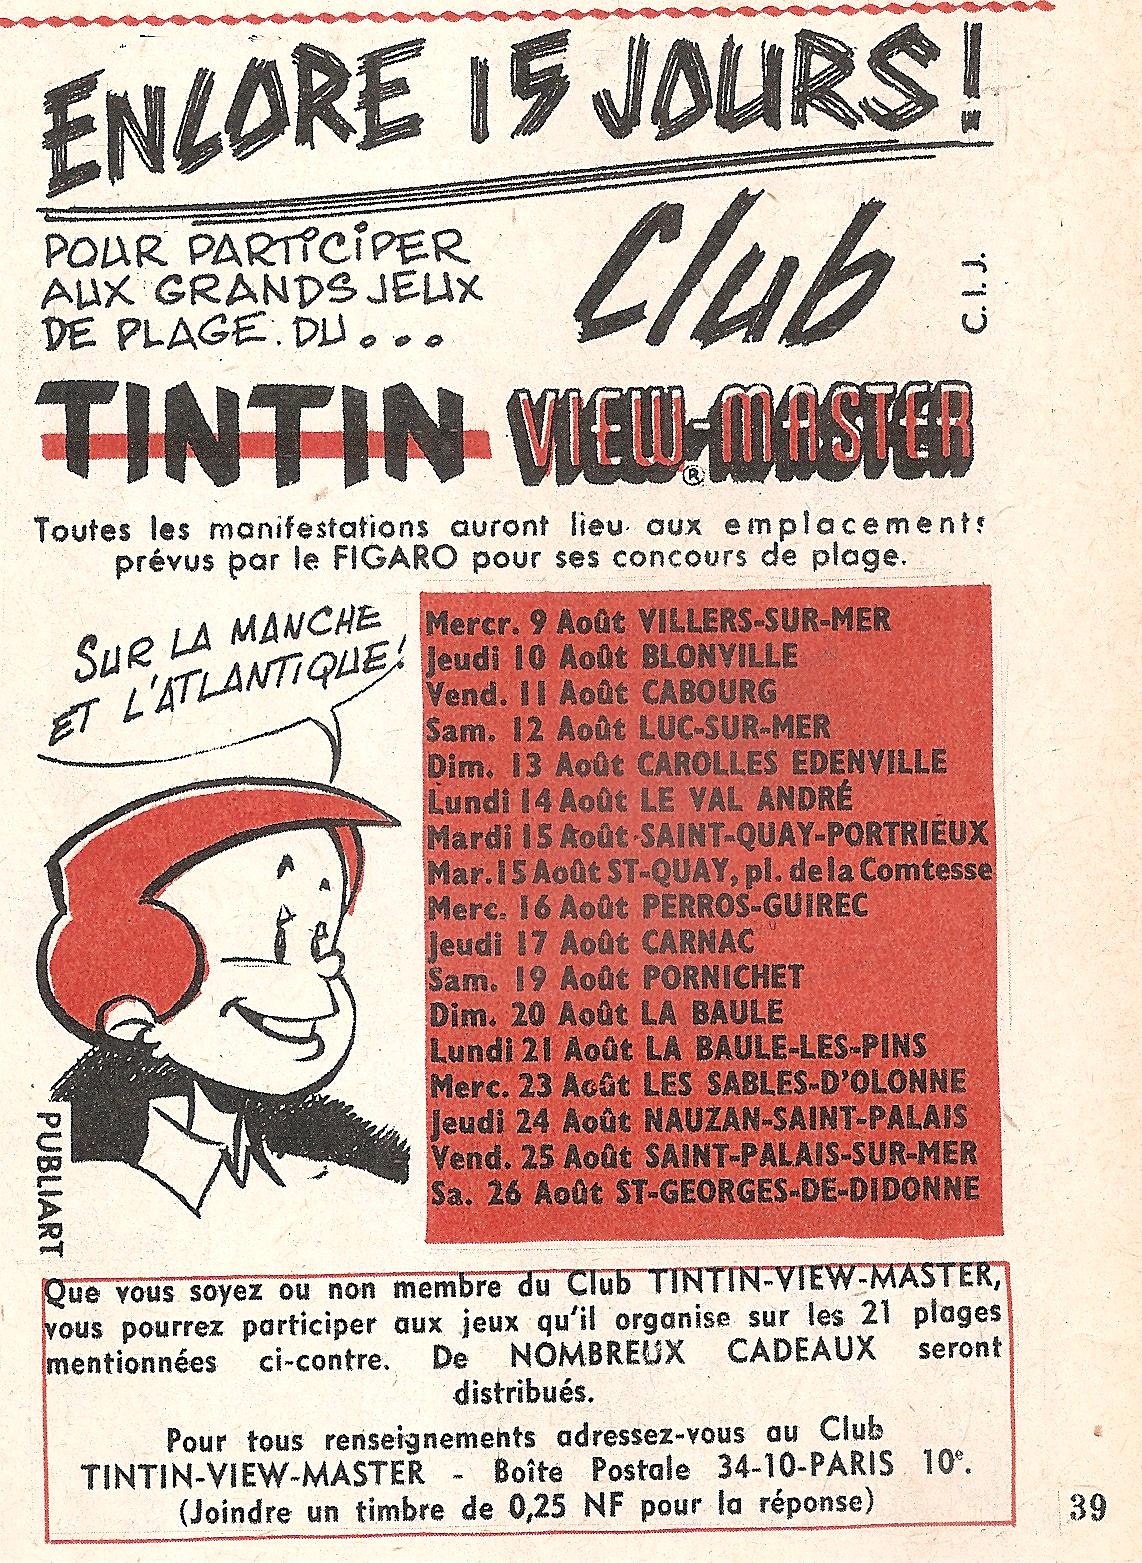 ENCORE 15 JOURS!
POUR PARTICIPER
AUX GRANDS JEUX
DE PLAGE. DU...
Club
C.I.J.
TINTIN VIEW-MASTER
®
Toutes les manifestations auront lieu aux emplacements
prévus par le FIGARO pour ses concours de plage.
SUR LA MANCHE
ET L'ATLANTIQUE!
Mercr. 9 Août VILLERS-SUR-MER
Jeudi 10 Août BLONVILLE
Vend. 11 Août CABOURG
Sam. 12 Août LUC-SUR-MER
Dim. 13 Août CAROLLES EDENVILLE
Lundi 14 Août LE VAL ANDRÉ
Mardi 15 Août SAINT-QUAY-PORTRIEUX
Mar. 15 Août ST-QUAY, pl. de la Comtesse
Merc. 16 Août PERROS-GUIREC
Jeudi 17 Août CARNAC
Sam. 19 Août PORNICHET
Dim. 20 Août LA BAULE
Lundi 21 Août LA BAULE-LES-PINS
Merc. 23 Août LES SABLES-D'OLONNE
Jeudi 24 Août NAUZAN-SAINT-PALAIS
Vend. 25 Août SAINT-PALAIS-SUR-MER
Sa. 26 Août ST-GEORGES-DE-DIDONNE
PUBLIART
Que vous soyez ou non membre du Club TINTIN-VIEW-MASTER,
vous pourrez participer aux jeux qu'il organise sur les 21 plages
mentionnées ci-contre. De NOMBREUX CADEAUX seront
distribués.
Pour tous renseignements adressez-vous au Club
TINTIN-VIEW-MASTER - Boîte Postale 34-10-PARIS 10e.
(Joindre un timbre de 0,25 NF pour la réponse)
39